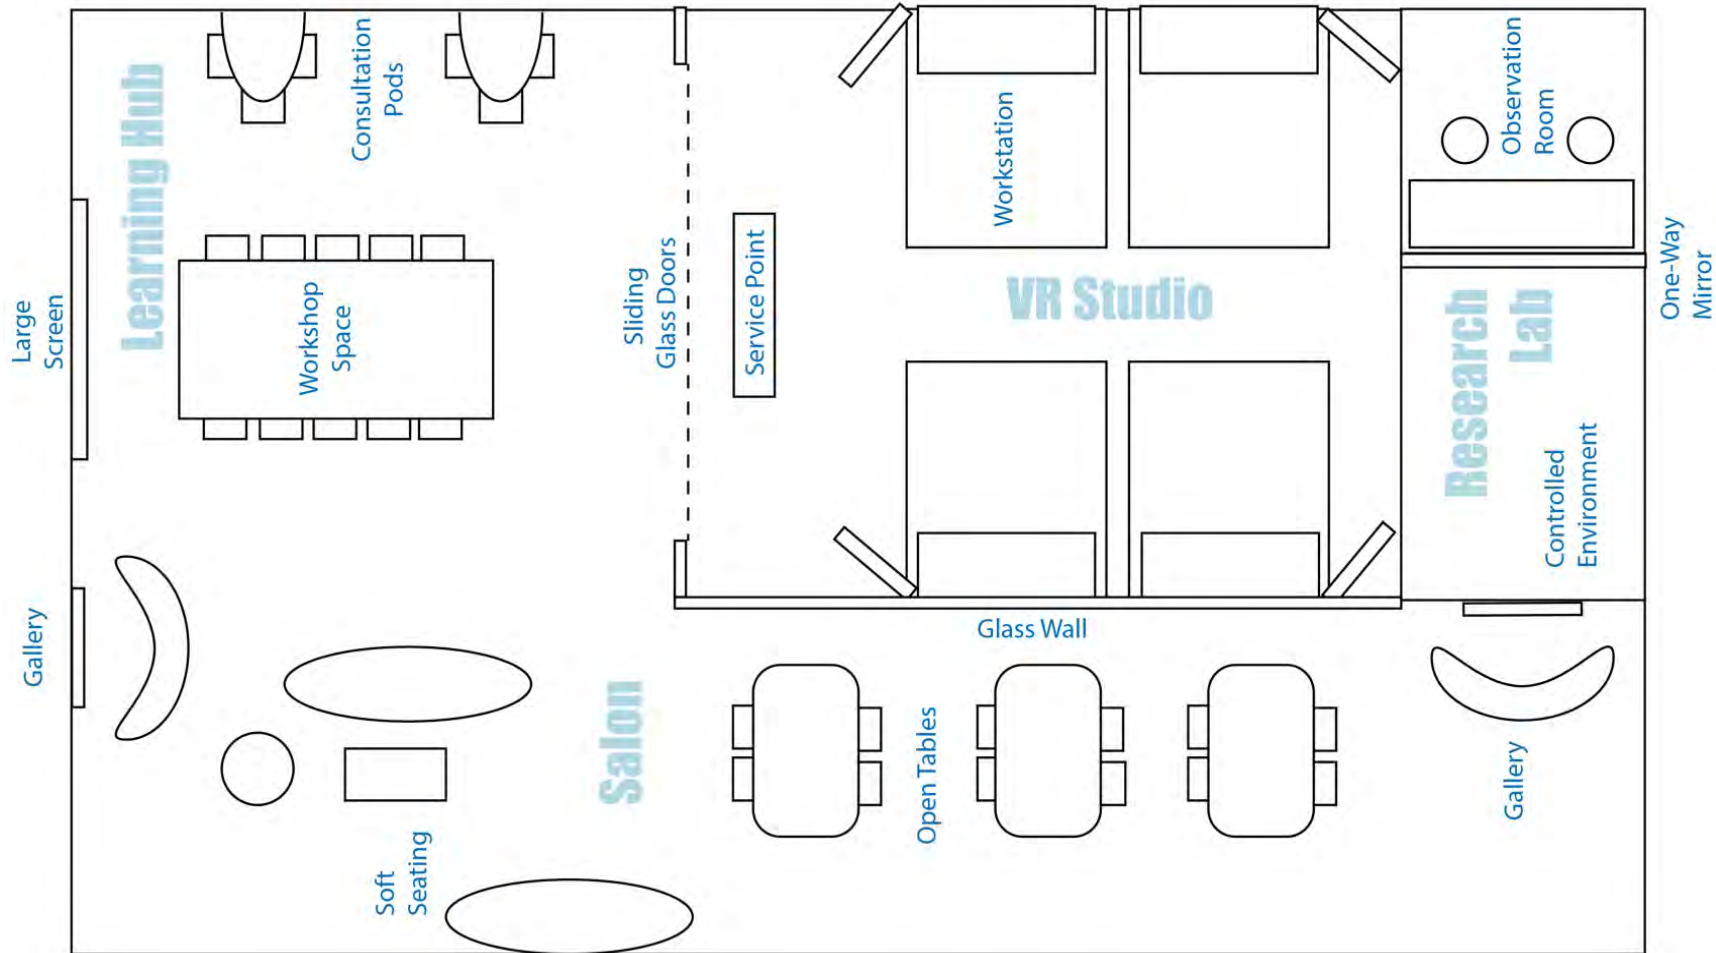 Large
Screen
Gallery
Learning Hub
Consultation
Pods
Workshop
Space
Soft
Seating
Salon
Sliding
Glass Doors
Service Point
Workstation
VR Studio
Glass Wall
Open Tables
Observation
Room
Research
Lab
Controlled
Environment
Gallery
One-Way
Mirror